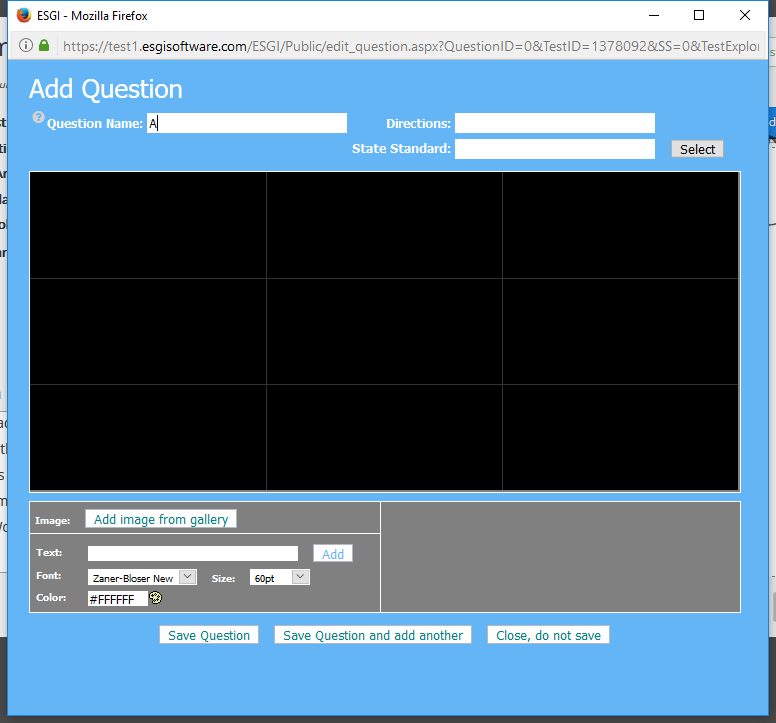 ESGI - Mozilla Firefox
https://test1.esgisoftware.com/ESGI/Public/edit_question.aspx?QuestionID=0&TestID=1378092&SS=0&TestExplor
Add Question
? Question Name: A Directions:
State Standard: Select
Image: Add image from gallery
Text: Add
Font: Zaner-Bloser New Size: 60pt
Color: #FFFFFF
Save Question Save Question and add another Close, do not save